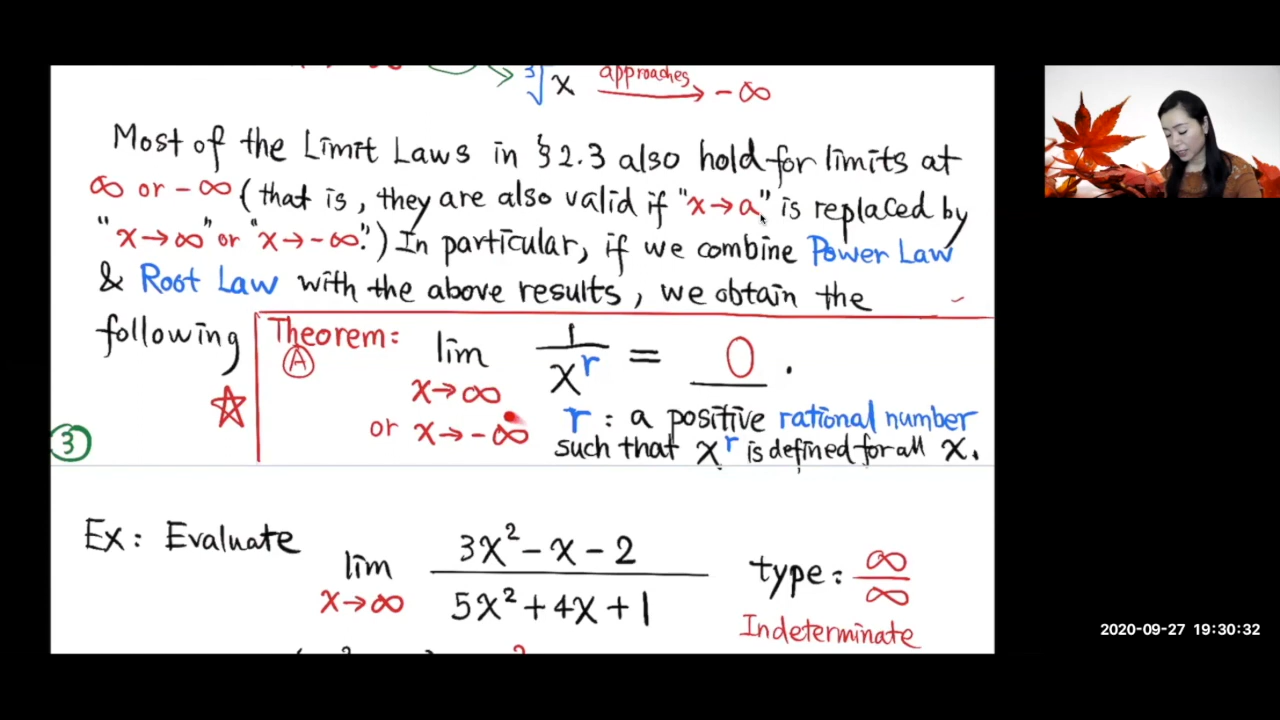 ∛x approaches → -∞
Most of the Limit Laws in § 2.3 also hold for limits at
∞ or -∞ (that is, they are also valid if "x→a" is replaced by
"x→∞" or "x→-∞".) In particular, if we combine Power Law
& Root Law with the above results, we obtain the
following Theorem: lim 1/x^r = 0.
Ⓐ x→∞
or x→-∞ r : a positive rational number
③ such that x^r is defined for all x.
Ex: Evaluate lim x→∞ (3x²-x-2)/(5x²+4x+1) type: ∞/∞
Indeterminate
2020-09-27 19:30:32